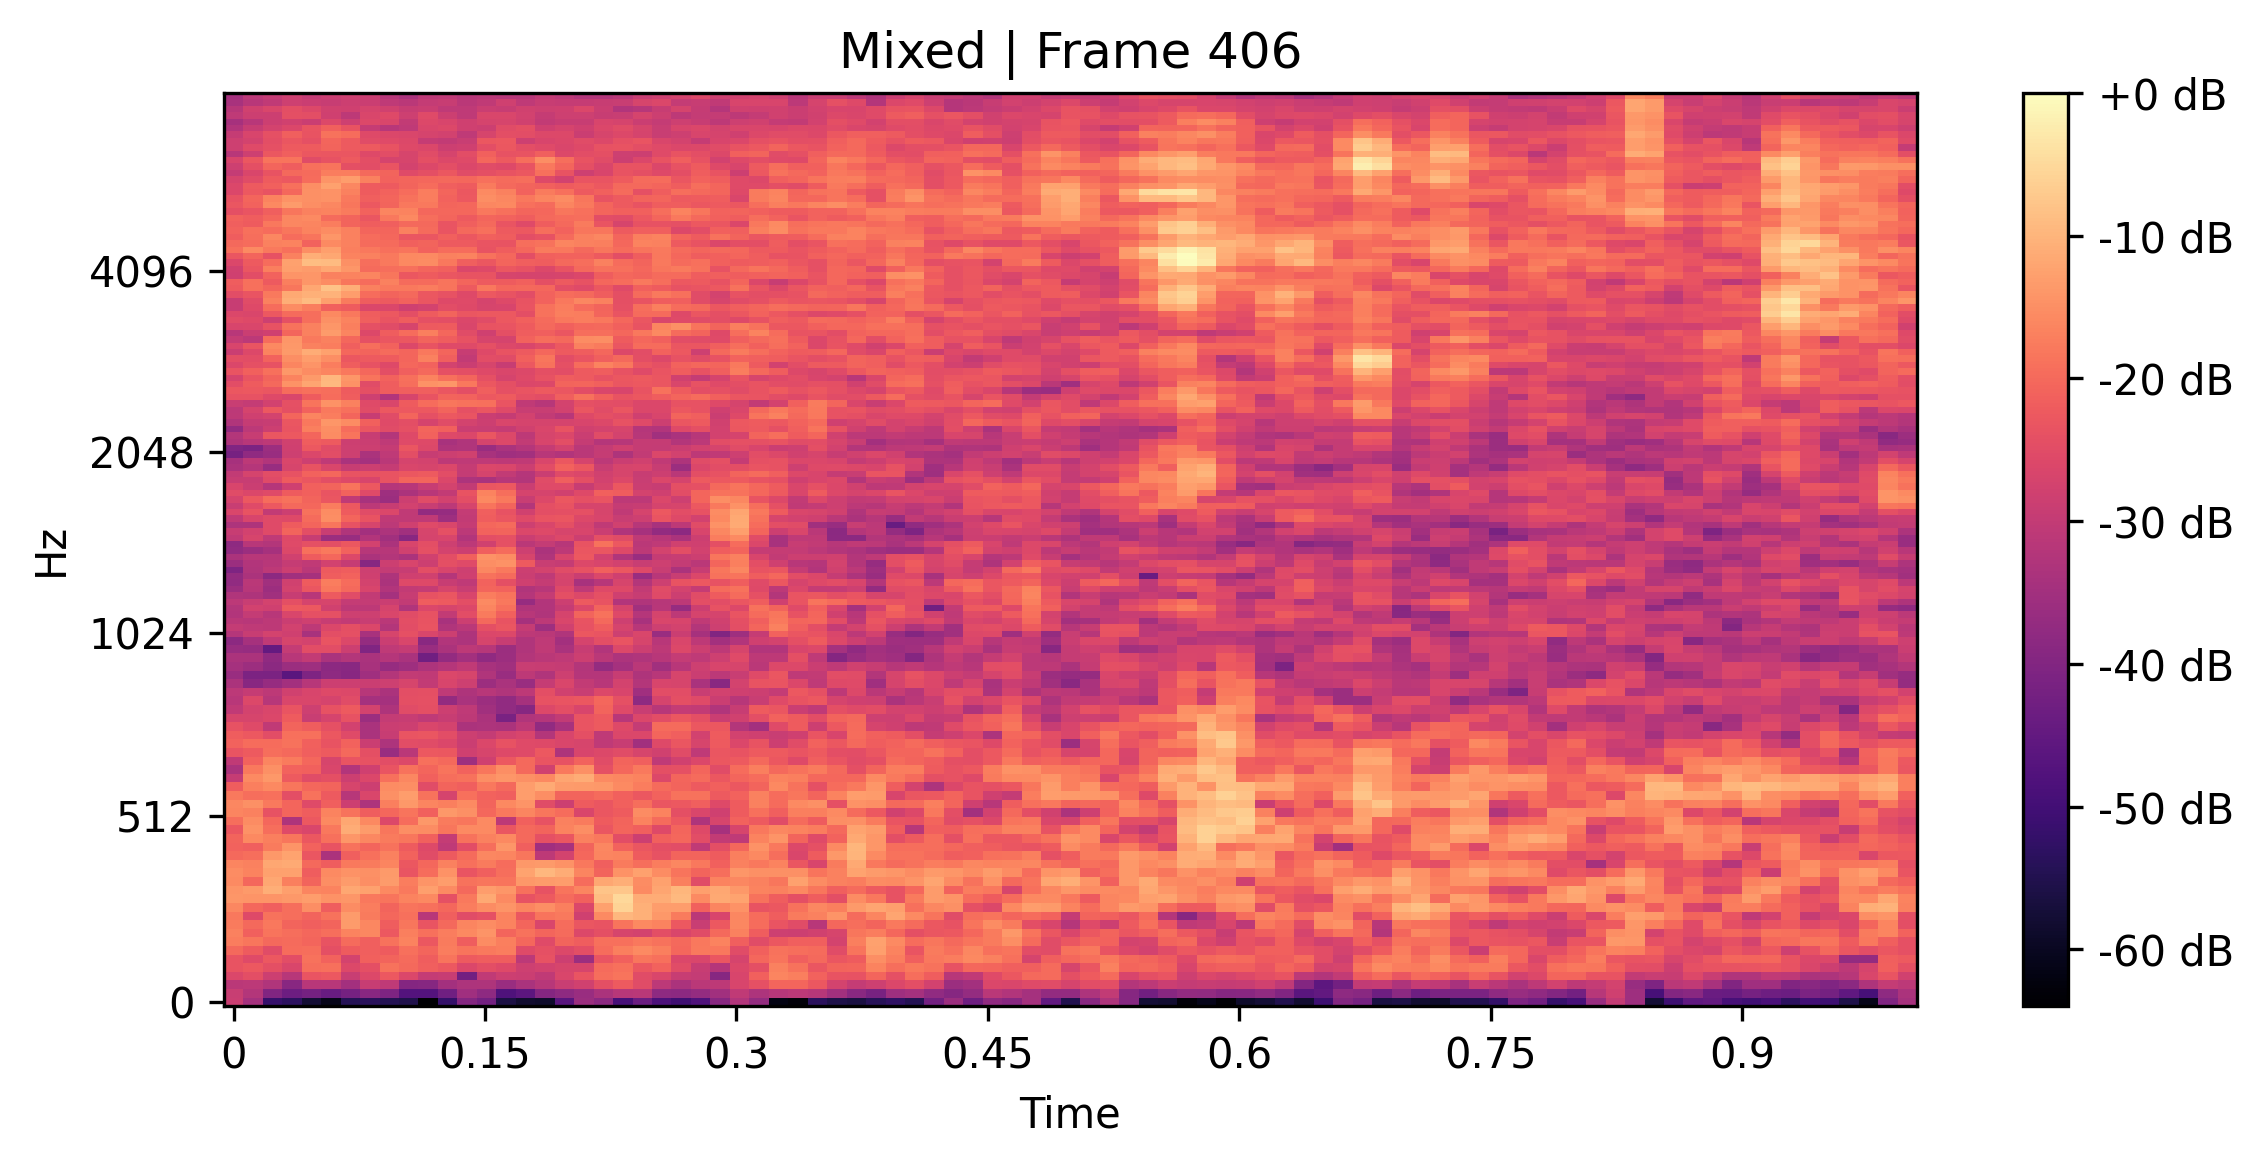 Mixed | Frame 406
+0 dB
-10 dB
-20 dB
-30 dB
-40 dB
-50 dB
-60 dB
Hz
4096
2048
1024
512
0
0 0.15 0.3 0.45 0.6 0.75 0.9
Time